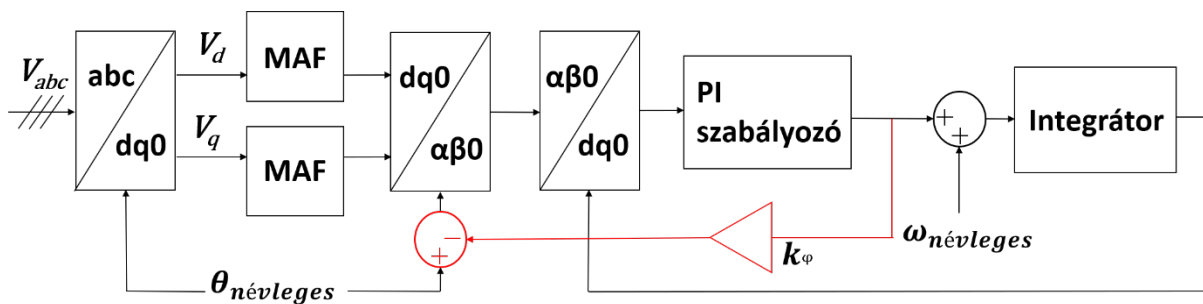 V_abc
abc
dq0
V_d
V_q
MAF
MAF
dq0
αβ0
αβ0
dq0
PI
szabályozó
+
+
Integrátor
ω_névleges
k_φ
−
+
θ_névleges